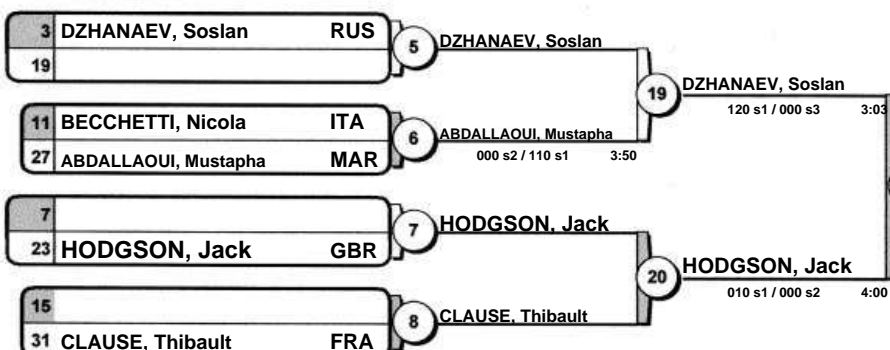 3 DZHANAEV, Soslan RUS
19
5 DZHANAEV, Soslan
11 BECCHETTI, Nicola ITA
27 ABDALLAOUI, Mustapha MAR
6 ABDALLAOUI, Mustapha
000 s2 / 110 s1 3:50
19 DZHANAEV, Soslan
120 s1 / 000 s3 3:03
7
23 HODGSON, Jack GBR
7 HODGSON, Jack
15
31 CLAUSE, Thibault FRA
8 CLAUSE, Thibault
20 HODGSON, Jack
010 s1 / 000 s2 4:00